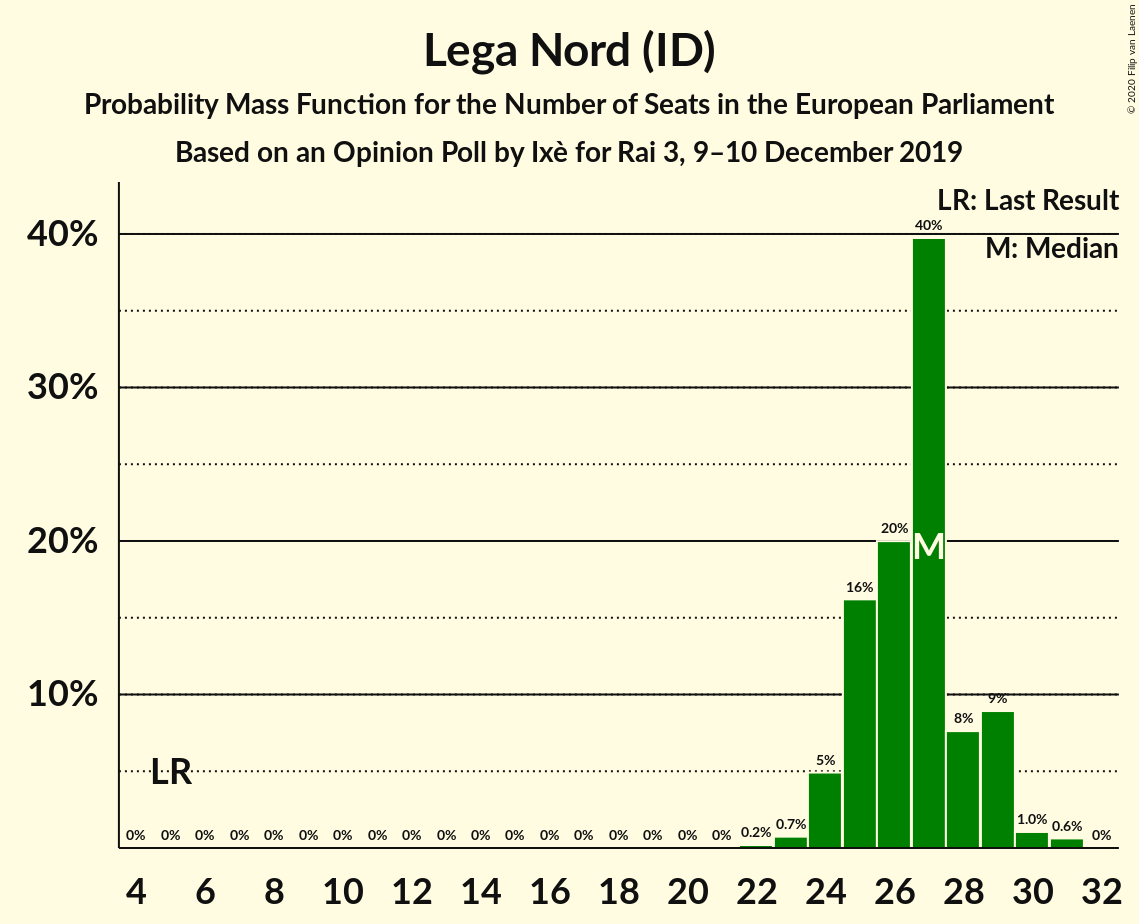 Lega Nord (ID)
Probability Mass Function for the Number of Seats in the European Parliament
Based on an Opinion Poll by Ixè for Rai 3, 9–10 December 2019
© 2020 Filip van Laenen
LR: Last Result
M: Median
40%
30%
20%
10%
LR
M
0% 0% 0% 0% 0% 0% 0% 0% 0% 0% 0% 0% 0% 0% 0% 0% 0% 0% 0.2% 0.7% 5% 16% 20% 40% 8% 9% 1.0% 0.6% 0%
4 6 8 10 12 14 16 18 20 22 24 26 28 30 32